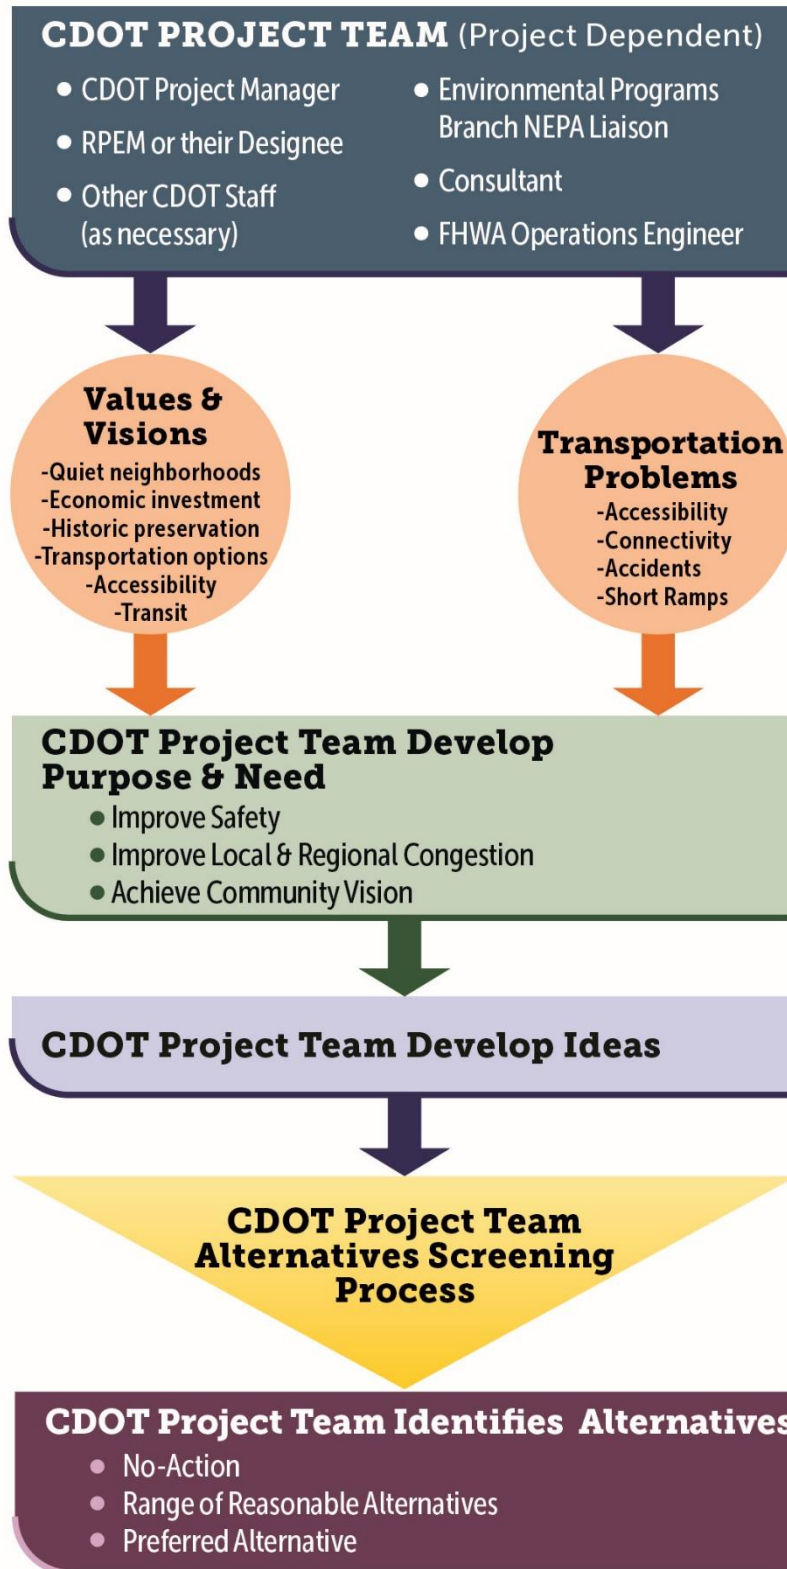 CDOT PROJECT TEAM (Project Dependent)
• CDOT Project Manager
• RPEM or their Designee
• Other CDOT Staff
(as necessary)
• Environmental Programs
Branch NEPA Liaison
• Consultant
• FHWA Operations Engineer
Values &
Visions
-Quiet neighborhoods
-Economic investment
-Historic preservation
-Transportation options
-Accessibility
-Transit
Transportation
Problems
-Accessibility
-Connectivity
-Accidents
-Short Ramps
CDOT Project Team Develop
Purpose & Need
• Improve Safety
• Improve Local & Regional Congestion
• Achieve Community Vision
CDOT Project Team Develop Ideas
CDOT Project Team
Alternatives Screening
Process
CDOT Project Team Identifies Alternatives
• No-Action
• Range of Reasonable Alternatives
• Preferred Alternative